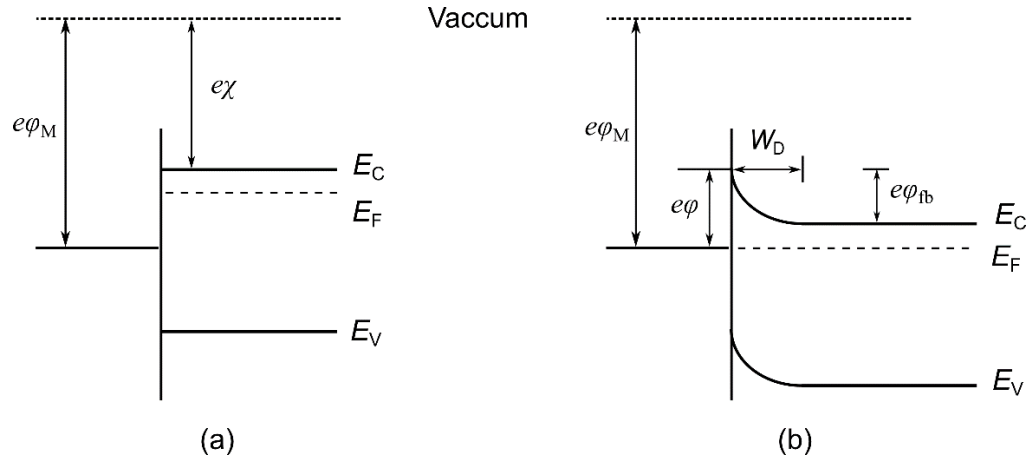 Vaccum
eχ
eφM
EC
EF
EV
(a)
eφM
WD
eφ
eφfb
EC
EF
EV
(b)